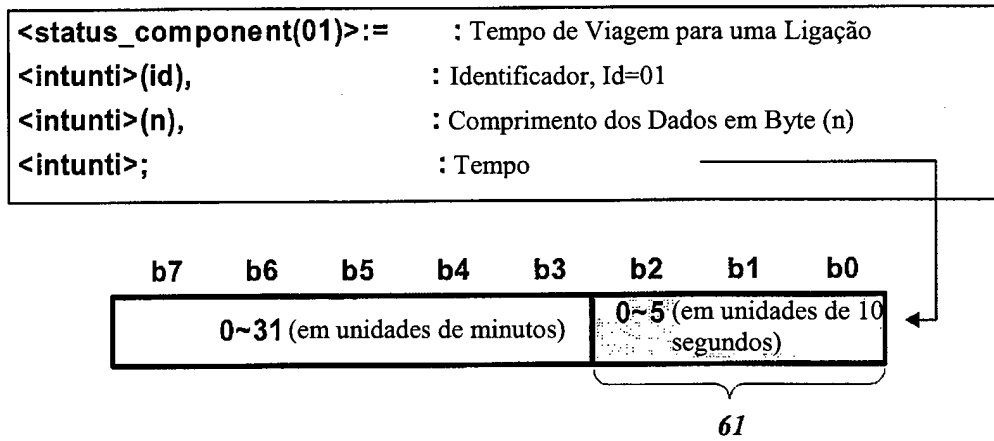 <status_component(01)>:= : Tempo de Viagem para uma Ligação
<intunti>(id), : Identificador, Id=01
<intunti>(n), : Comprimento dos Dados em Byte (n)
<intunti>; : Tempo
b7 b6 b5 b4 b3 b2 b1 b0
0~31 (em unidades de minutos) 0~5 (em unidades de 10
segundos)
61